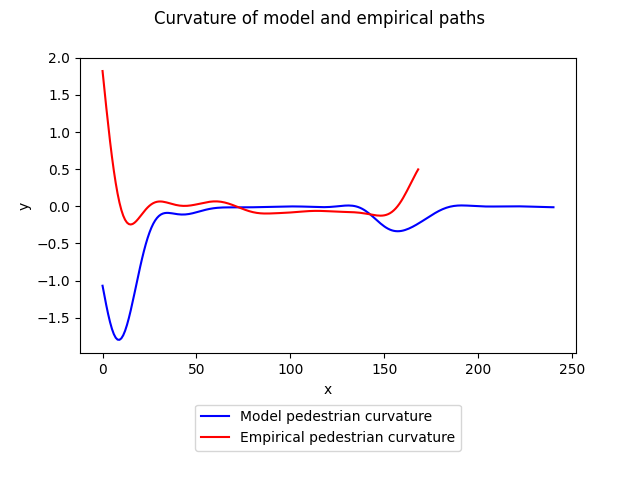 Curvature of model and empirical paths
2.0
1.5
1.0
0.5
0.0
−0.5
−1.0
−1.5
y
0 50 100 150 200 250
x
Model pedestrian curvature
Empirical pedestrian curvature